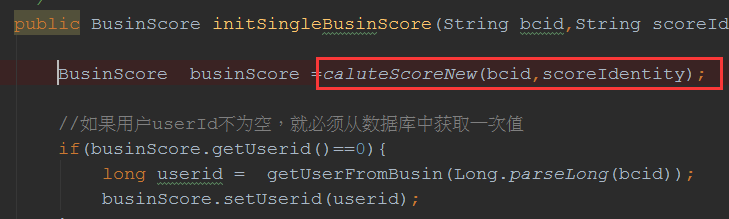 public BusinScore initSingleBusinScore(String bcid,String scoreId
BusinScore  businScore =caluteScoreNew(bcid,scoreIdentity);
//如果用户userId不为空，就必须从数据库中获取一次值
if(businScore.getUserid()==0){
long userid =  getUserFromBusin(Long.parseLong(bcid));
businScore.setUserid(userid);